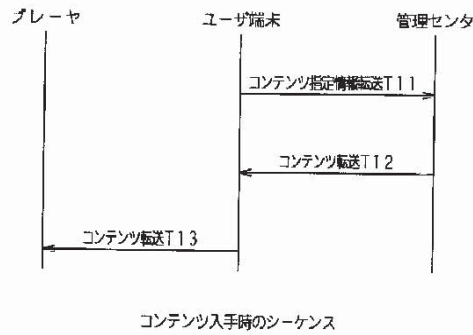 プレーヤ
ユーザ端末
管理センタ
コンテンツ指定情報転送T11
コンテンツ転送T12
コンテンツ転送T13
コンテンツ入手時のシーケンス